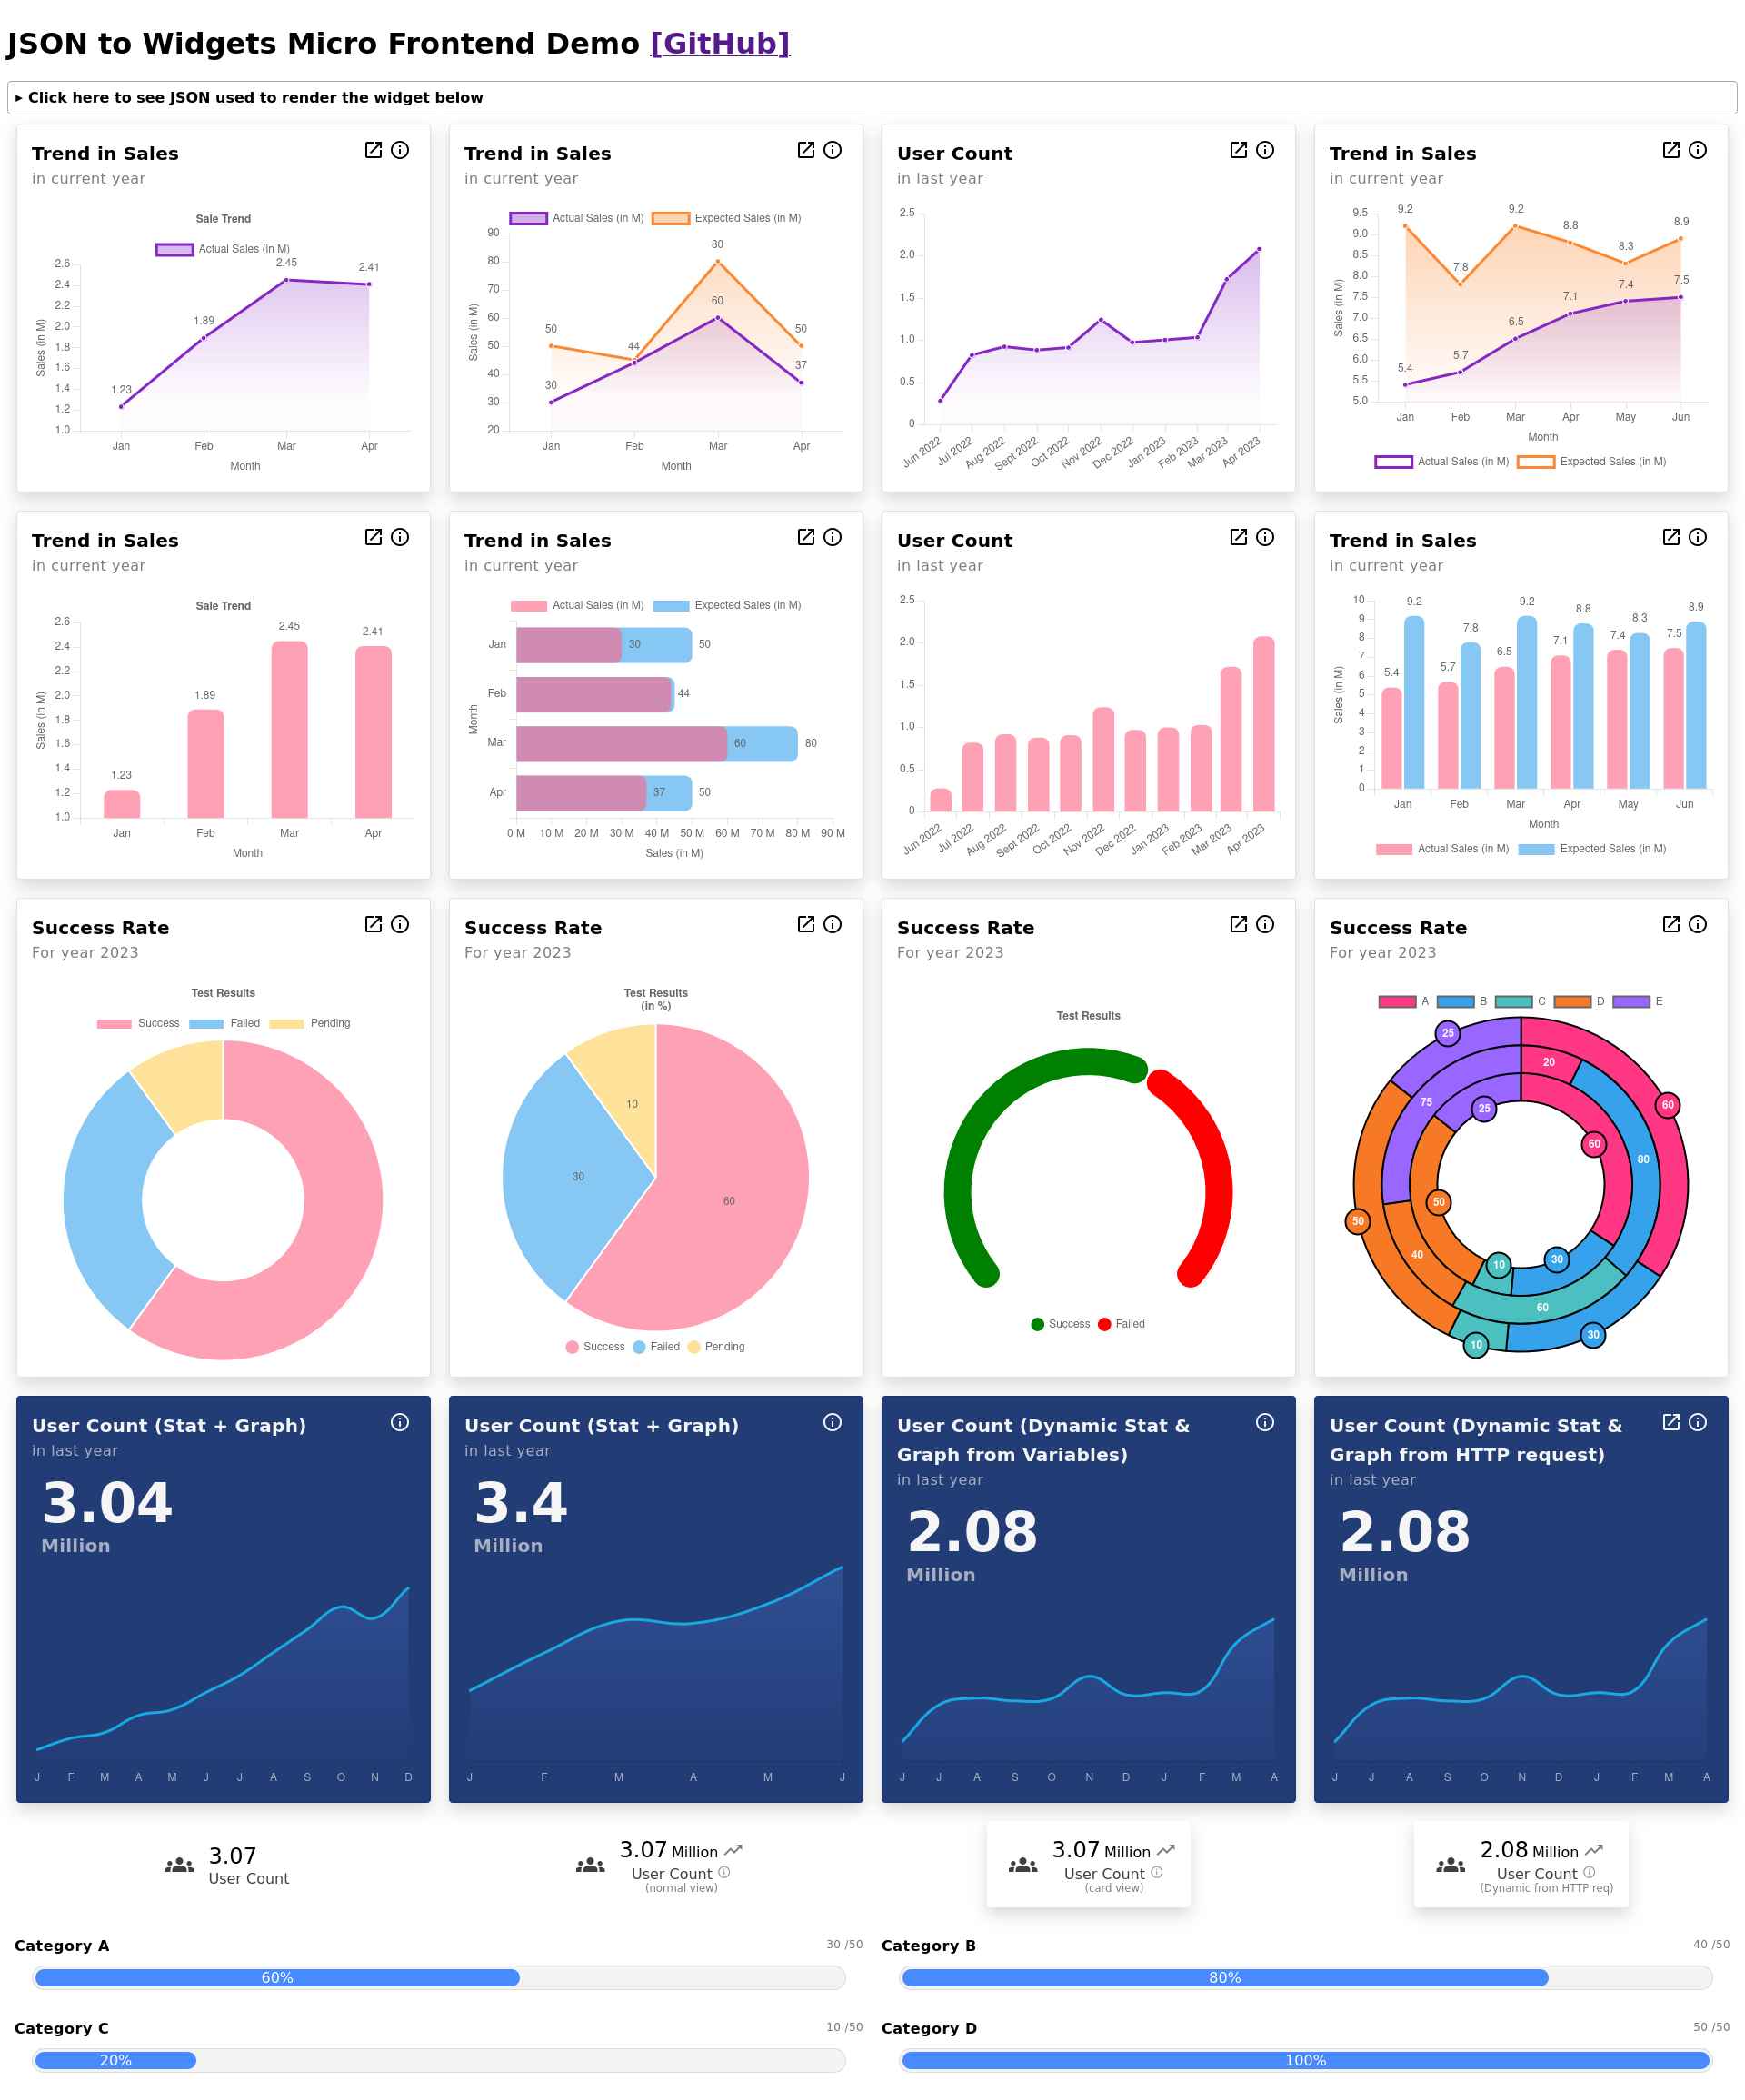 JSON to Widgets Micro Frontend Demo [GitHub]
▸ Click here to see JSON used to render the widget below
Trend in Sales
in current year
Sale Trend
Actual Sales (in M)
2.6
2.4
2.2
2.0
1.8
1.6
1.4
1.2
1.0
Sales (in M)
1.23
1.89
2.45
2.41
Jan Feb Mar Apr
Month
Trend in Sales
in current year
Actual Sales (in M) Expected Sales (in M)
90
80
70
60
50
40
30
20
Sales (in M)
50
30
44
80
60
50
37
Jan Feb Mar Apr
Month
User Count
in last year
2.5
2.0
1.5
1.0
0.5
0
Jun 2022 Jul 2022 Aug 2022 Sept 2022 Oct 2022 Nov 2022 Dec 2022 Jan 2023 Feb 2023 Mar 2023 Apr 2023
Trend in Sales
in current year
9.5
9.0
8.5
8.0
7.5
7.0
6.5
6.0
5.5
5.0
Sales (in M)
9.2 7.8 9.2 8.8 8.3 8.9
5.4 5.7 6.5 7.1 7.4 7.5
Jan Feb Mar Apr May Jun
Month
Actual Sales (in M) Expected Sales (in M)
Trend in Sales
in current year
Sale Trend
2.6
2.4
2.2
2.0
1.8
1.6
1.4
1.2
1.0
Sales (in M)
1.23 1.89 2.45 2.41
Jan Feb Mar Apr
Month
Trend in Sales
in current year
Actual Sales (in M) Expected Sales (in M)
Month
Jan 30 50
Feb 44
Mar 60 80
Apr 37 50
0 M 10 M 20 M 30 M 40 M 50 M 60 M 70 M 80 M 90 M
Sales (in M)
User Count
in last year
2.5
2.0
1.5
1.0
0.5
0
Jun 2022 Jul 2022 Aug 2022 Sept 2022 Oct 2022 Nov 2022 Dec 2022 Jan 2023 Feb 2023 Mar 2023 Apr 2023
Trend in Sales
in current year
10
9
8
7
6
5
4
3
2
1
0
Sales (in M)
5.4 9.2 5.7 7.8 6.5 9.2 7.1 8.8 7.4 8.3 7.5 8.9
Jan Feb Mar Apr May Jun
Month
Actual Sales (in M) Expected Sales (in M)
Success Rate
For year 2023
Test Results
Success Failed Pending
Success Rate
For year 2023
Test Results
(in %)
10
30
60
Success Failed Pending
Success Rate
For year 2023
Test Results
Success Failed
Success Rate
For year 2023
A B C D E
25
20
75
25
60
60
80
50
50
40
10
30
60
10
30
User Count (Stat + Graph)
in last year
3.04
Million
J F M A M J J A S O N D
User Count (Stat + Graph)
in last year
3.4
Million
J F M A M J
User Count (Dynamic Stat &
Graph from Variables)
in last year
2.08
Million
J J A S O N D J F M A
User Count (Dynamic Stat &
Graph from HTTP request)
in last year
2.08
Million
J J A S O N D J F M A
3.07
User Count
3.07 Million
User Count
(normal view)
3.07 Million
User Count
(card view)
2.08 Million
User Count
(Dynamic from HTTP req)
Category A 30 /50
60%
Category B 40 /50
80%
Category C 10 /50
20%
Category D 50 /50
100%